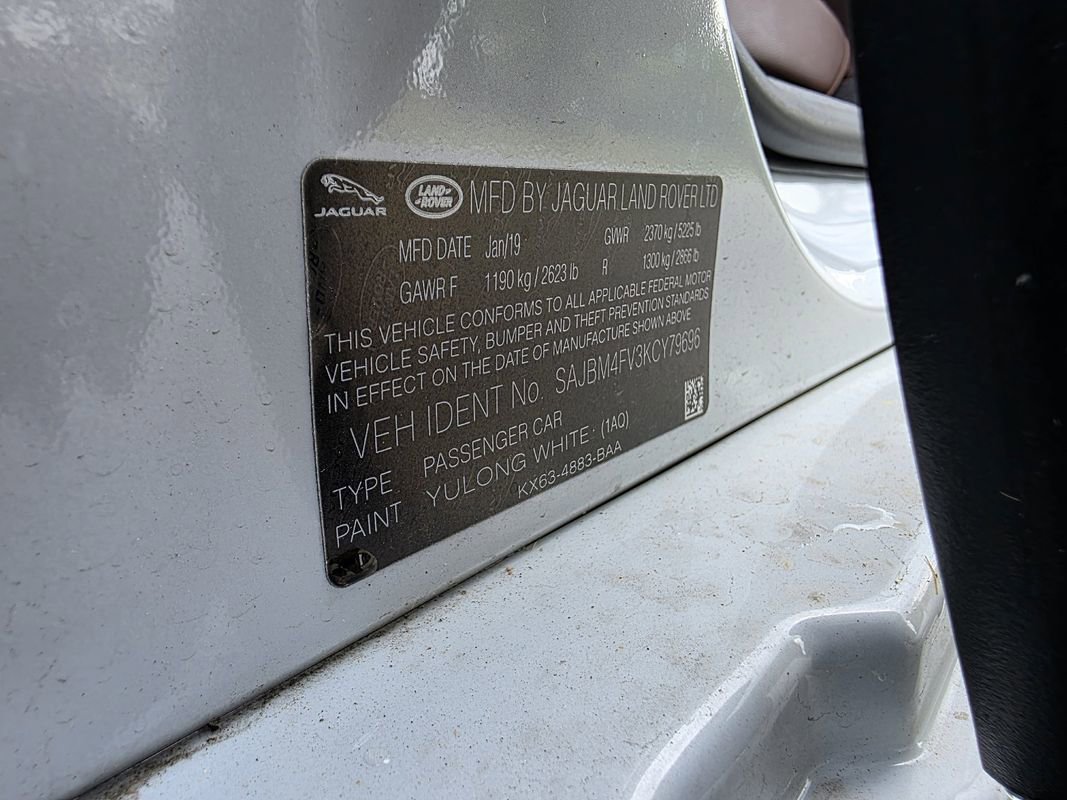 JAGUAR LAND ROVER MFD BY JAGUAR LAND ROVER LTD
MFD DATE Jan/19 GVWR 2370 kg / 5225 lb
GAWR F 1190 kg / 2623 lb R 1300 kg / 2866 lb
THIS VEHICLE CONFORMS TO ALL APPLICABLE FEDERAL MOTOR
VEHICLE SAFETY, BUMPER AND THEFT PREVENTION STANDARDS
IN EFFECT ON THE DATE OF MANUFACTURE SHOWN ABOVE
VEH IDENT No. SAJBM4FV3KCY79696
TYPE PASSENGER CAR
PAINT YULONG WHITE (1AQ)
KX63-4883-BAA